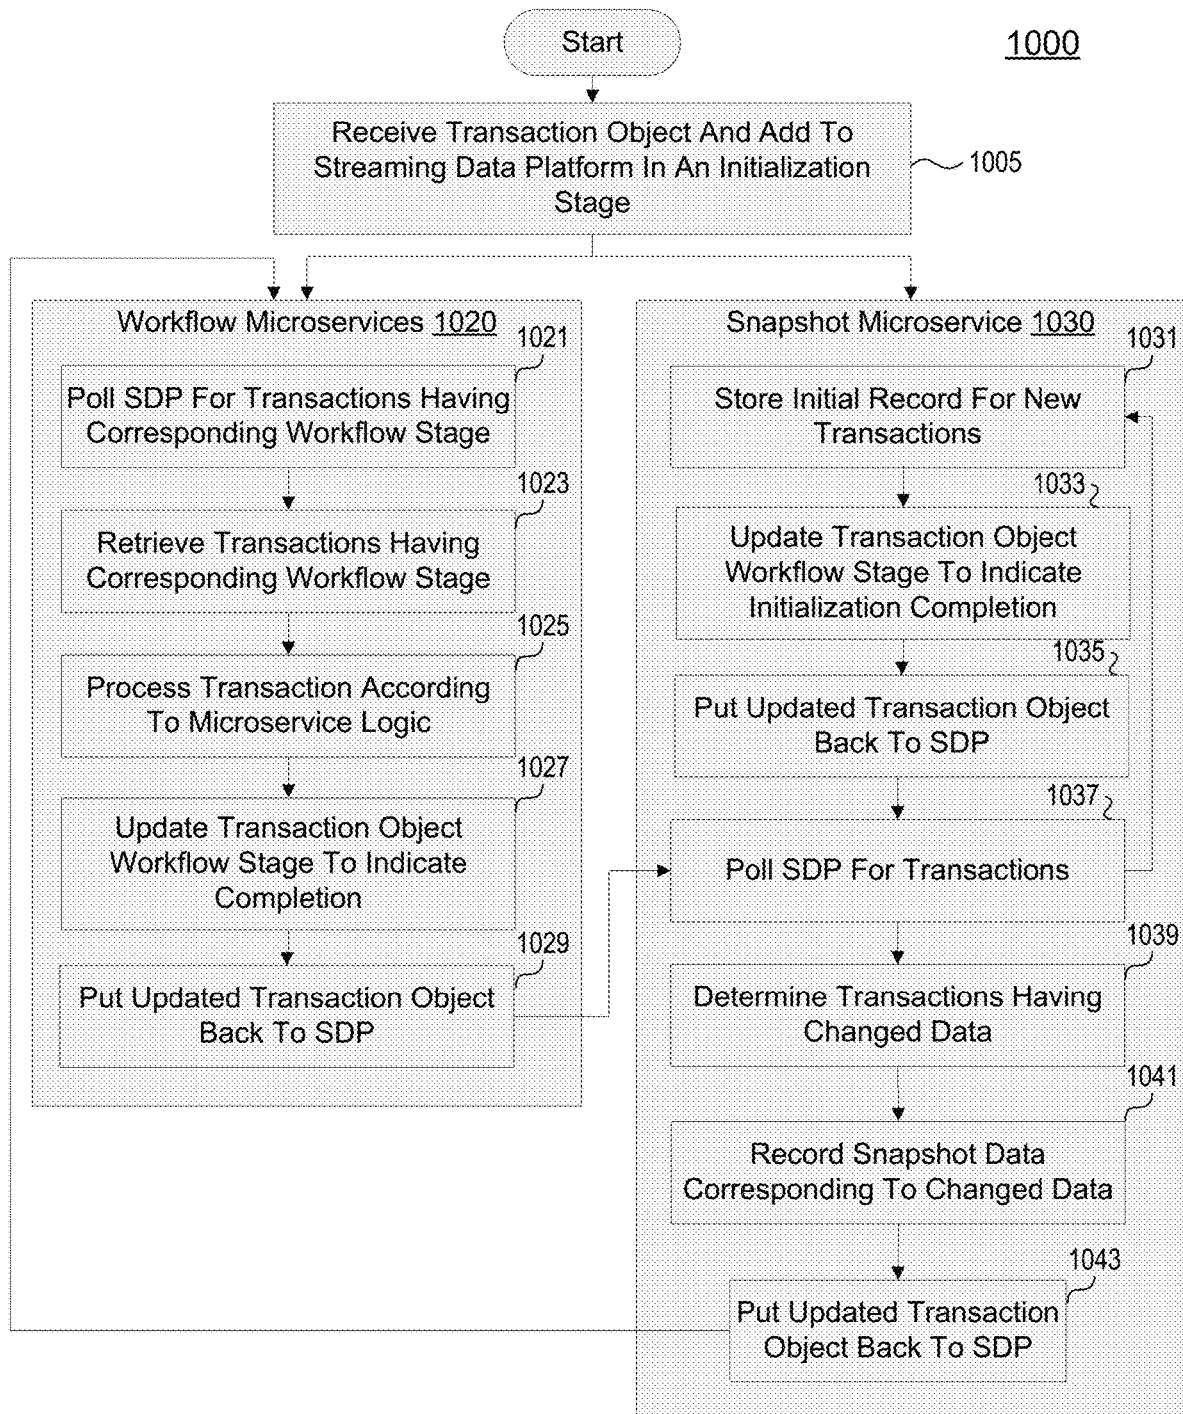 Start
1000
Receive Transaction Object And Add To
Streaming Data Platform In An Initialization
Stage
1005
Workflow Microservices 1020
1021
Poll SDP For Transactions Having
Corresponding Workflow Stage
1023
Retrieve Transactions Having
Corresponding Workflow Stage
1025
Process Transaction According
To Microservice Logic
1027
Update Transaction Object
Workflow Stage To Indicate
Completion
1029
Put Updated Transaction Object
Back To SDP
Snapshot Microservice 1030
1031
Store Initial Record For New
Transactions
1033
Update Transaction Object
Workflow Stage To Indicate
Initialization Completion
1035
Put Updated Transaction Object
Back To SDP
1037
Poll SDP For Transactions
1039
Determine Transactions Having
Changed Data
1041
Record Snapshot Data
Corresponding To Changed Data
1043
Put Updated Transaction
Object Back To SDP